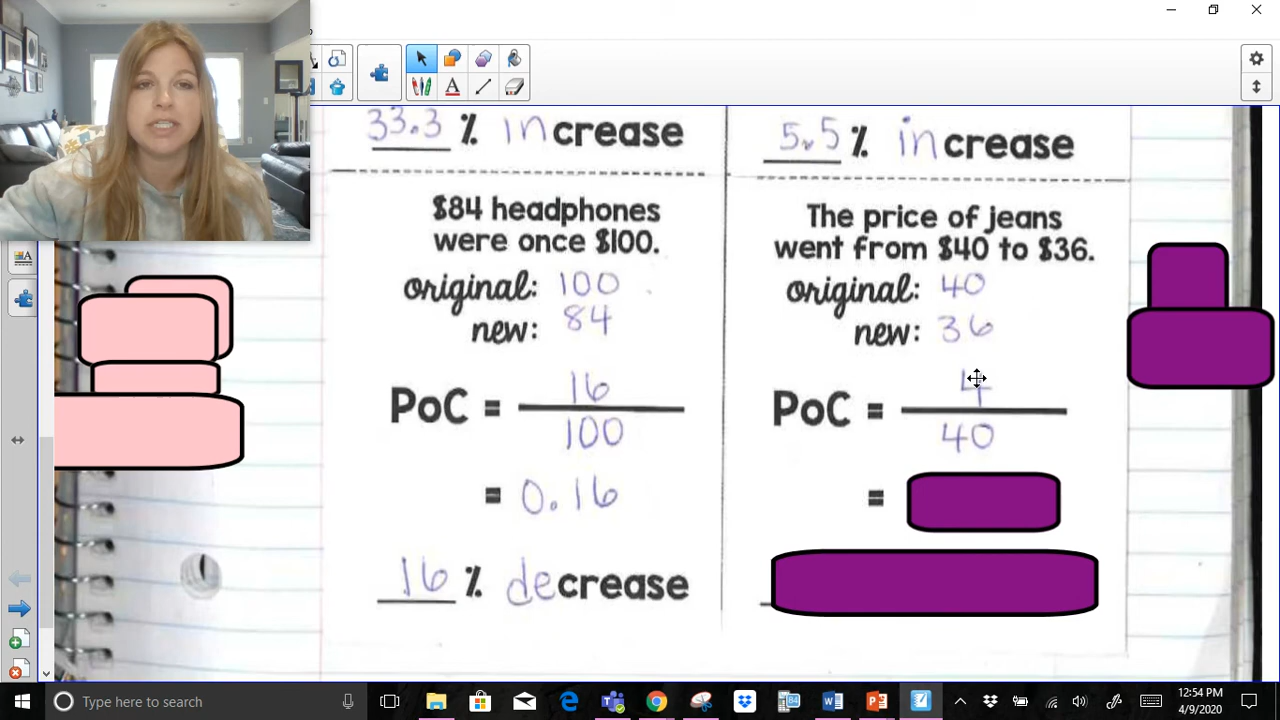 33.3 % increase
$84 headphones
were once $100.
original: 100
new: 84
PoC = 16
100
= 0.16
16 % decrease
5.5 % increase
The price of jeans
went from $40 to $36.
original: 40
new: 36
PoC = 4
40
=
Type here to search
12:54 PM
4/9/2020